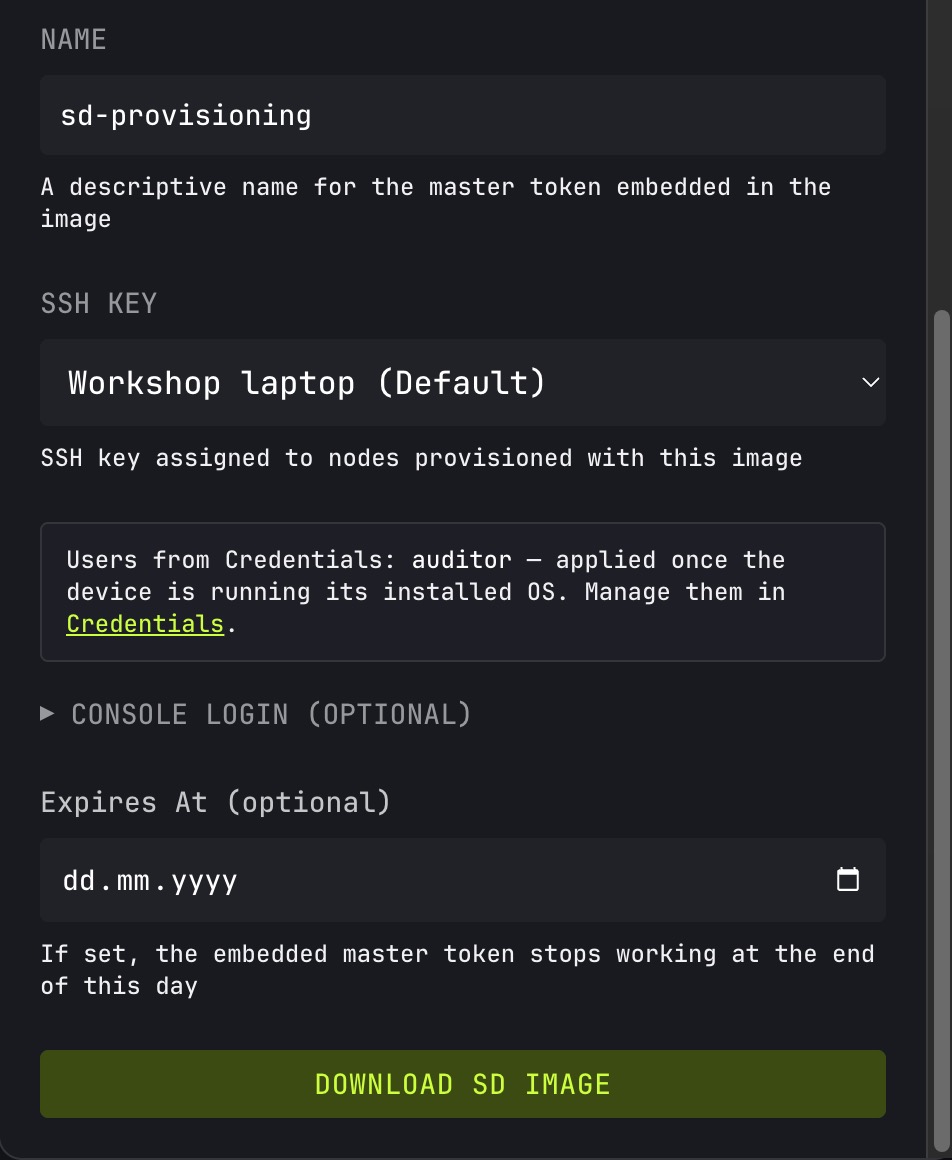 NAME
sd-provisioning
A descriptive name for the master token embedded in the
image
SSH KEY
Workshop laptop (Default)
SSH key assigned to nodes provisioned with this image
Users from Credentials: auditor — applied once the
device is running its installed OS. Manage them in
Credentials.
▶ CONSOLE LOGIN (OPTIONAL)
Expires At (optional)
dd.mm.yyyy
If set, the embedded master token stops working at the end
of this day
DOWNLOAD SD IMAGE